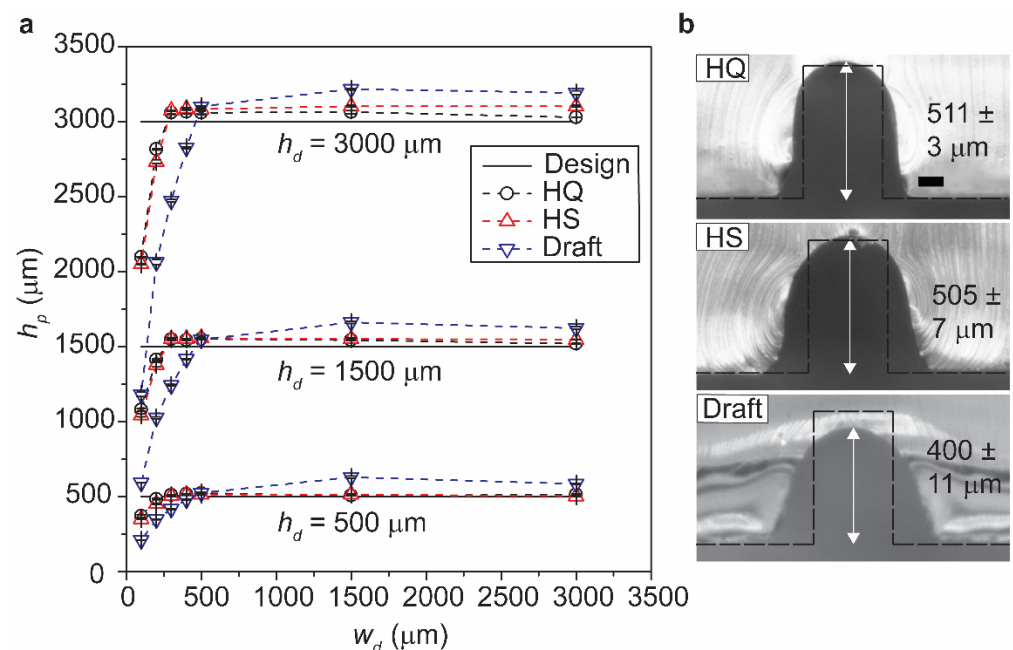 a
3500
3000
2500
2000
1500
1000
500
0
h_p (μm)
h_d = 3000 μm
Design
HQ
HS
Draft
h_d = 1500 μm
h_d = 500 μm
0 500 1000 1500 2000 2500 3000 3500
w_d (μm)
b
HQ
511 ±
3 μm
HS
505 ±
7 μm
Draft
400 ±
11 μm